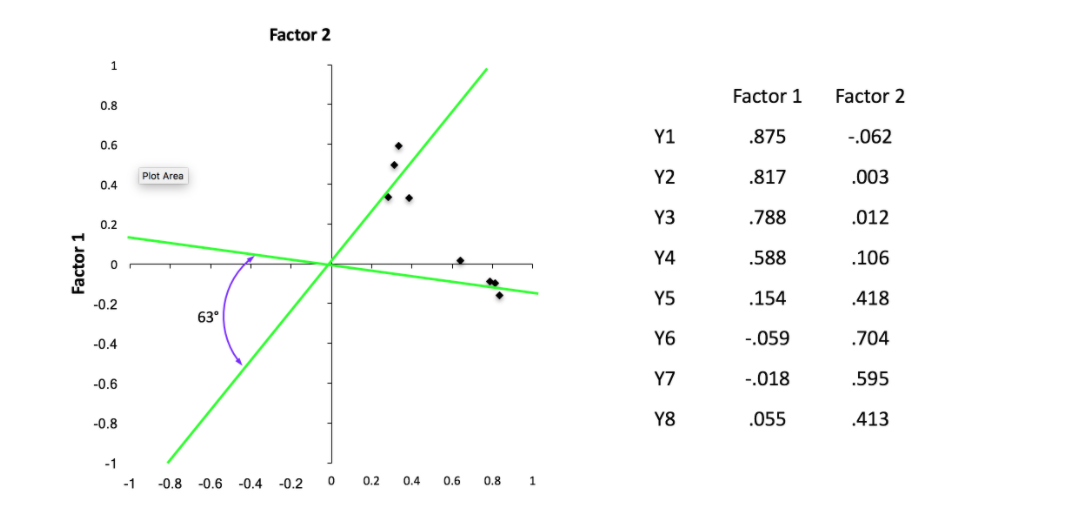 Factor 2
1
0.8
0.6
0.4
0.2
0
-0.2
-0.4
-0.6
-0.8
-1
Plot Area
Factor 1
63°
-1 -0.8 -0.6 -0.4 -0.2 0 0.2 0.4 0.6 0.8 1
Factor 1 Factor 2
Y1 .875 -.062
Y2 .817 .003
Y3 .788 .012
Y4 .588 .106
Y5 .154 .418
Y6 -.059 .704
Y7 -.018 .595
Y8 .055 .413